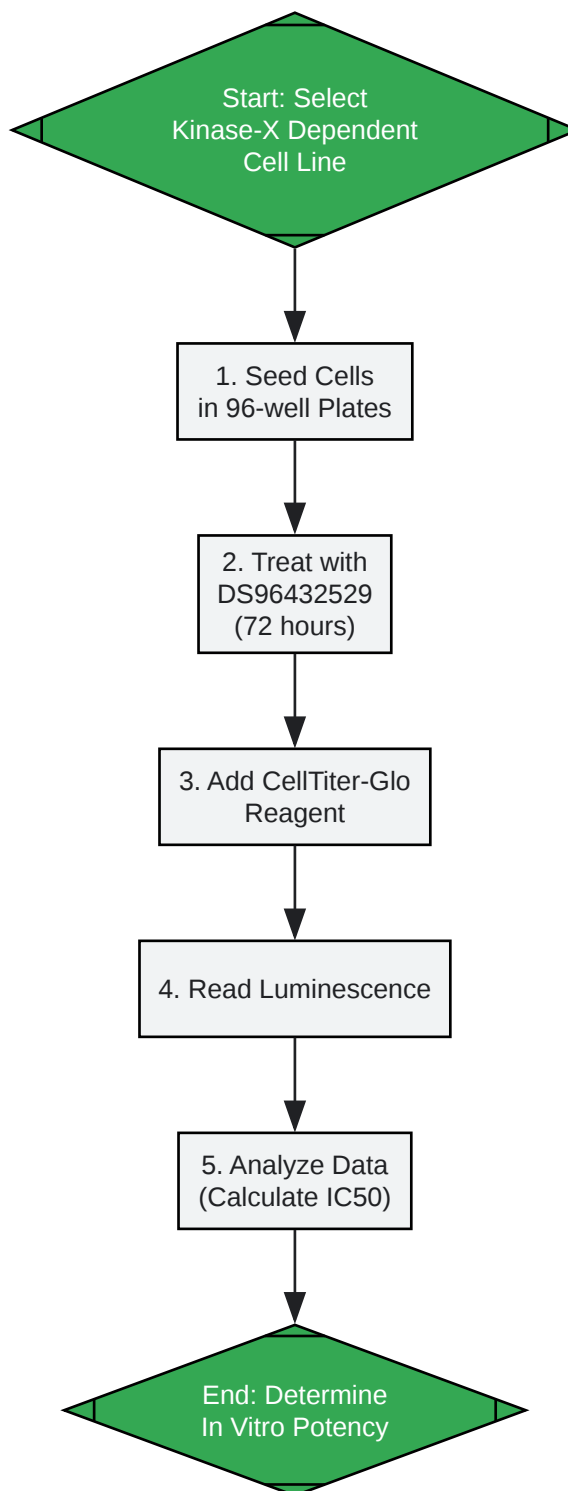 Start: Select
Kinase-X Dependent
Cell Line
1. Seed Cells
in 96-well Plates
2. Treat with
DS96432529
(72 hours)
3. Add CellTiter-Glo
Reagent
4. Read Luminescence
5. Analyze Data
(Calculate IC50)
End: Determine
In Vitro Potency